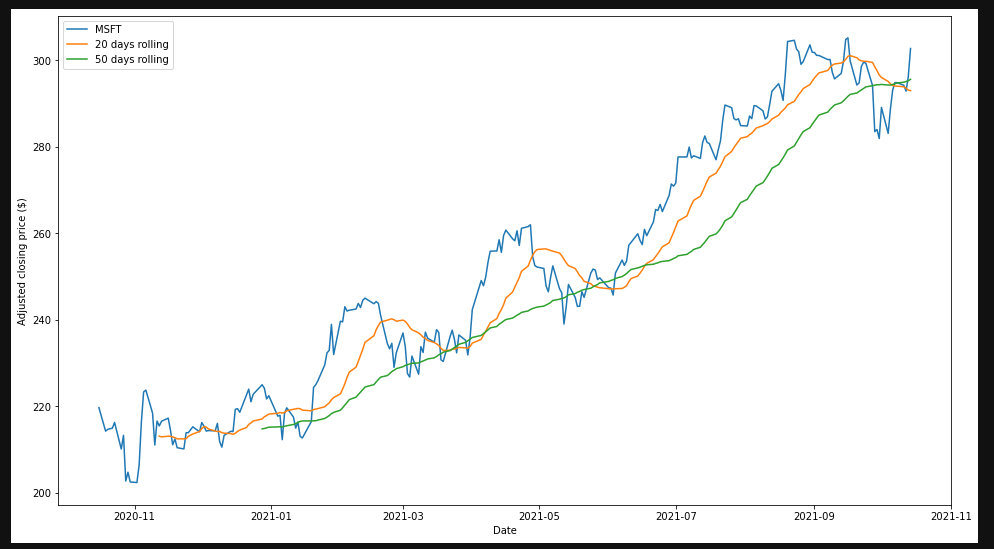 MSFT
20 days rolling
50 days rolling
Adjusted closing price ($)
300
280
260
240
220
200
2020-11
2021-01
2021-03
2021-05
2021-07
2021-09
2021-11
Date